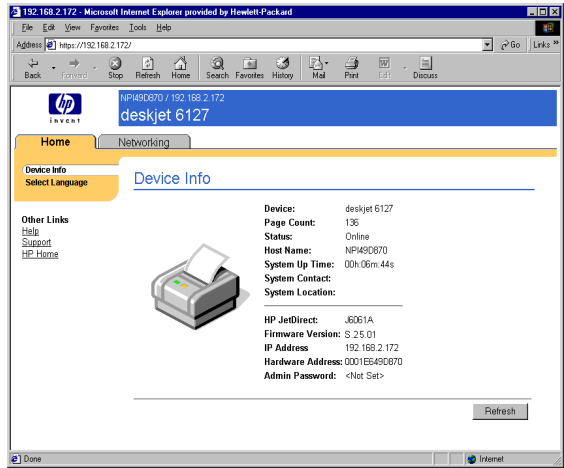 192.168.2.172 - Microsoft Internet Explorer provided by Hewlett-Packard
File Edit View Favorites Tools Help
Address https://192.168.2.172/ Go Links »
Back Forward Stop Refresh Home Search Favorites History Mail Print Edit Discuss
hp
invent
NPI49D870 / 192.168.2.172
deskjet 6127
Home Networking
Device Info
Select Language
Device Info
Other Links
Help
Support
HP Home
Device: deskjet 6127
Page Count: 136
Status: Online
Host Name: NPI49D870
System Up Time: 00h:06m:44s
System Contact:
System Location:
HP JetDirect: J6061A
Firmware Version: S.25.01
IP Address 192.168.2.172
Hardware Address: 0001E649D870
Admin Password: <Not Set>
Refresh
Done Internet